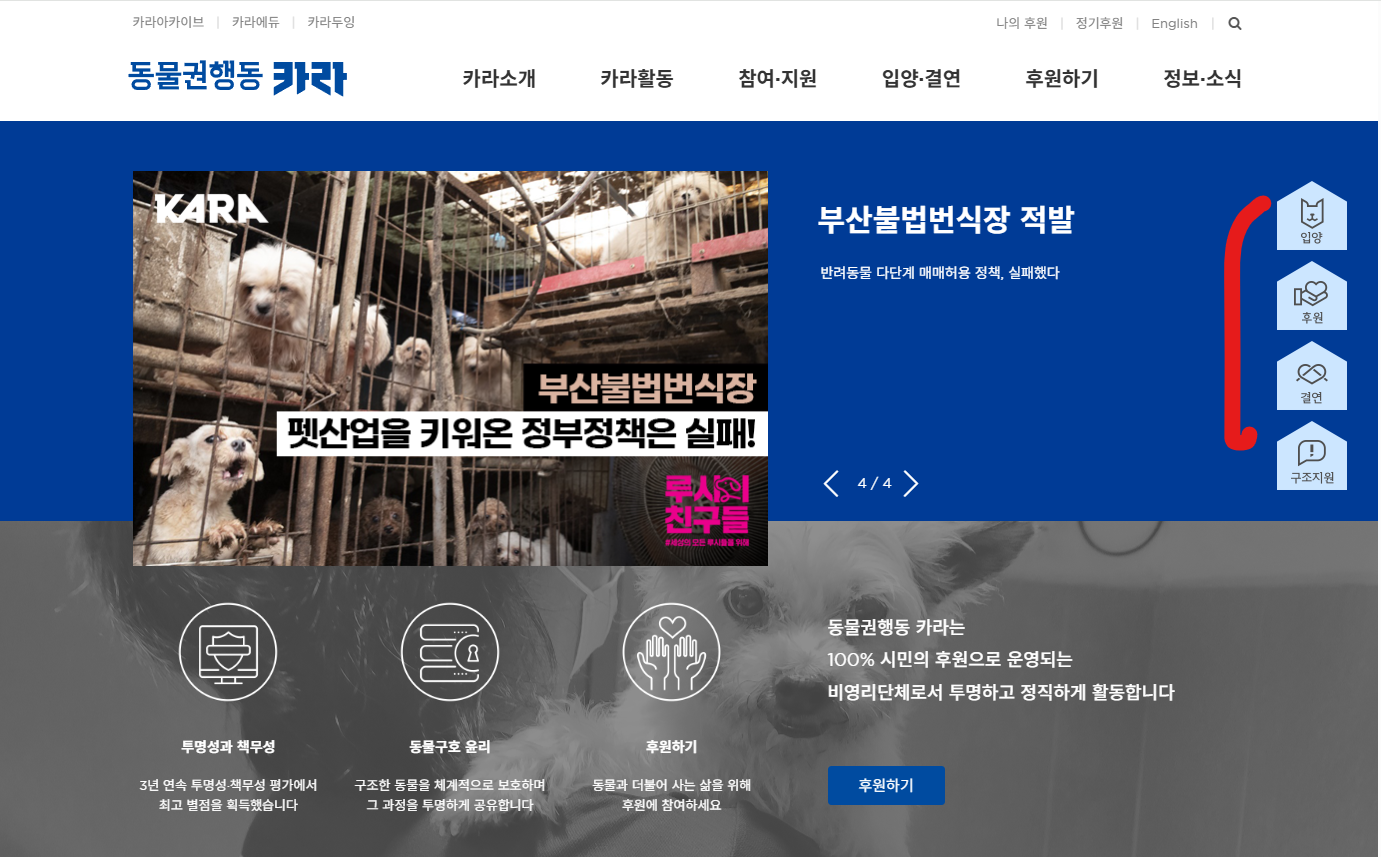 카라아카이브 | 카라에듀 | 카라두잉
나의 후원 | 정기후원 | English
동물권행동 카라
카라소개 카라활동 참여·지원 입양·결연 후원하기 정보·소식
KARA
부산불법번식장
펫산업을 키워온 정부정책은 실패!
루시의
친구들
#세상의 모든 루시들을 위해
부산불법번식장 적발
반려동물 다단계 매매허용 정책, 실패했다
4 / 4
입양
후원
결연
구조지원
투명성과 책무성
3년 연속 투명성·책무성 평가에서
최고 별점을 획득했습니다
동물구호 윤리
구조한 동물을 체계적으로 보호하며
그 과정을 투명하게 공유합니다
후원하기
동물과 더불어 사는 삶을 위해
후원에 참여하세요
동물권행동 카라는
100% 시민의 후원으로 운영되는
비영리단체로서 투명하고 정직하게 활동합니다
후원하기